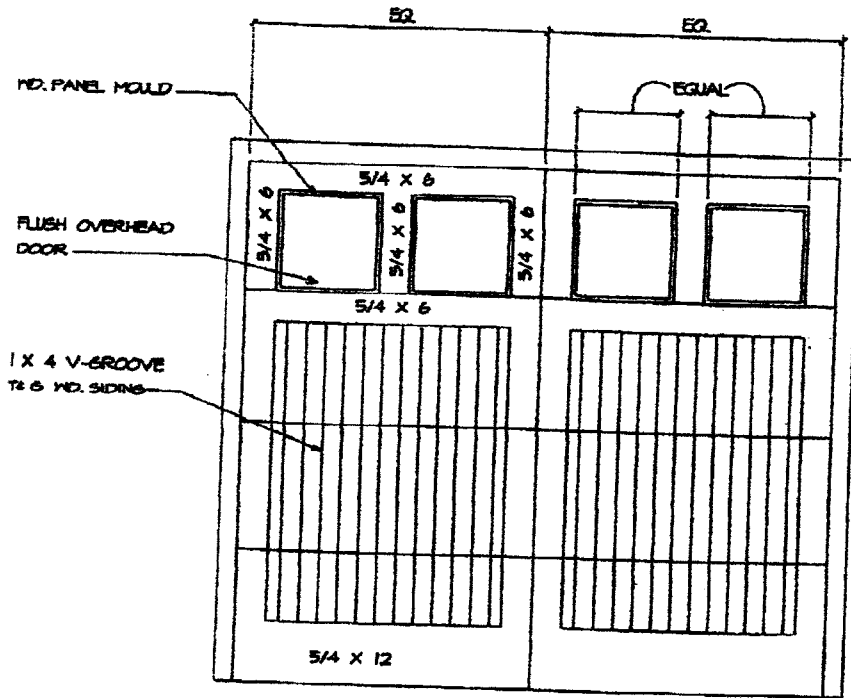 EQ.
EQ.
WD. PANEL MOULD
EQUAL
5/4 X 6
5/4 X 6
5/4 X 6
5/4 X 6
FLUSH OVERHEAD
DOOR
5/4 X 6
1 X 4 V-GROOVE
T & G WD. SIDING
5/4 X 12